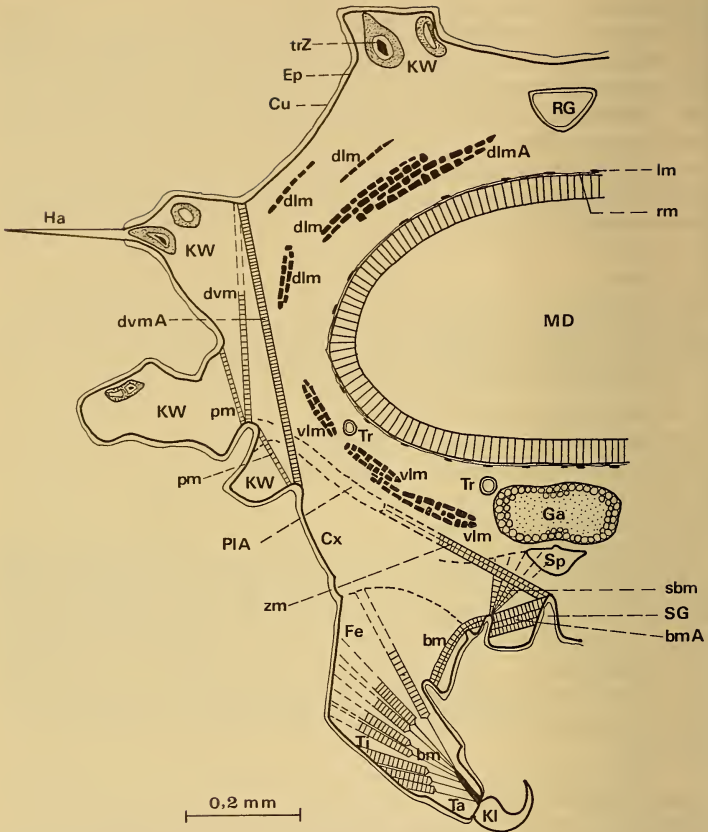 trZ
KW
Ep
Cu
RG
dlm
dlmA
lm
rm
dlm
dlm
Ha
KW
dlm
dvm
dvmA
MD
KW
pm
vlm
Tr
pm
KW
vlm
Tr
Ga
PlA
Cx
vlm
Sp
zm
sbm
Fe
SG
bm
bmA
Ti
bm
Ta
Kl
0,2 mm